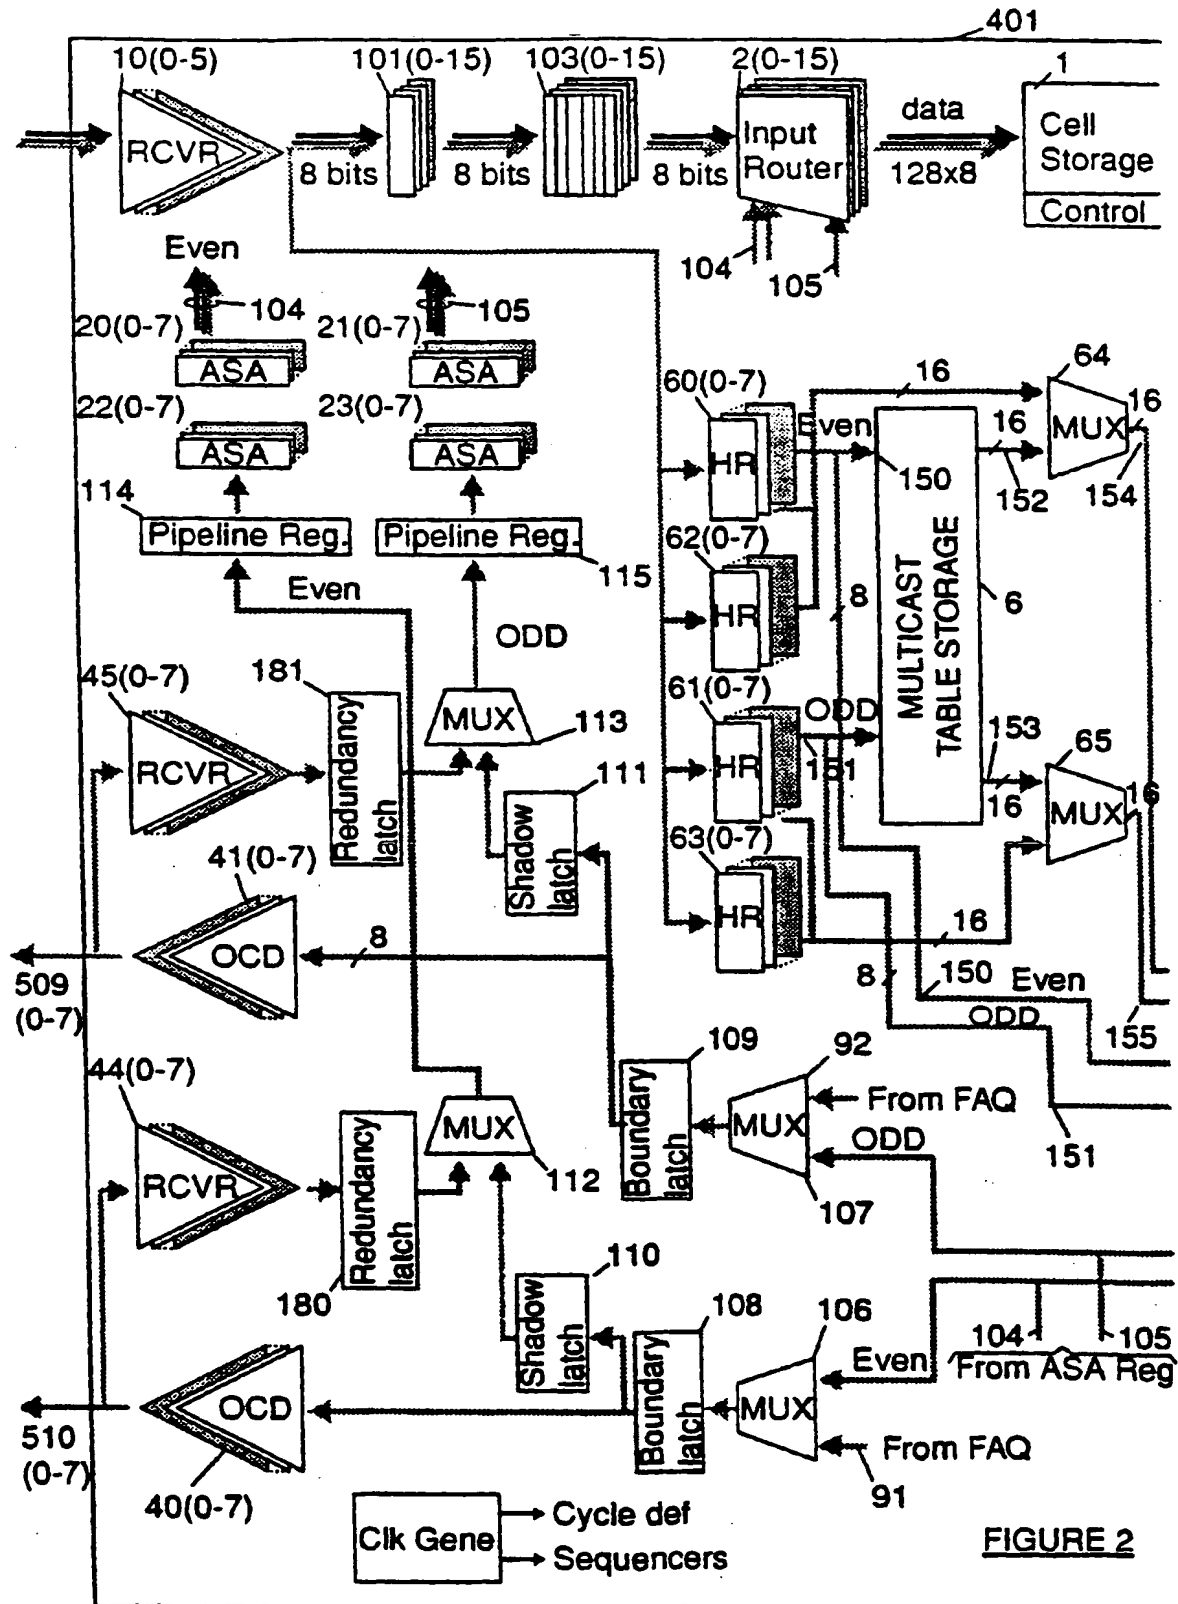 401
10(0-5)
101(0-15)
103(0-15)
2(0-15)
1
RCVR
8 bits
8 bits
8 bits
Input
Router
data
128x8
Cell
Storage
Control
Even
104
105
104
105
20(0-7)
ASA
21(0-7)
ASA
22(0-7)
ASA
23(0-7)
ASA
114
Pipeline Reg.
Pipeline Reg.
115
Even
ODD
60(0-7)
HR
Even
16
64
MUX
16
16
150
152
154
62(0-7)
HR
8
MULTICAST
TABLE STORAGE
6
61(0-7)
HR
ODD
151
153
16
65
MUX
16
63(0-7)
HR
16
8
150
Even
ODD
155
151
45(0-7)
RCVR
181
Redundancy
latch
MUX
113
111
Shadow
latch
41(0-7)
OCD
8
509
(0-7)
44(0-7)
RCVR
Redundancy
latch
180
MUX
112
109
Boundary
latch
92
MUX
From FAQ
ODD
107
110
Shadow
latch
108
Boundary
latch
106
MUX
Even
From FAQ
91
104
105
From ASA Reg
OCD
510
(0-7)
40(0-7)
Clk Gene
Cycle def
Sequencers
FIGURE 2